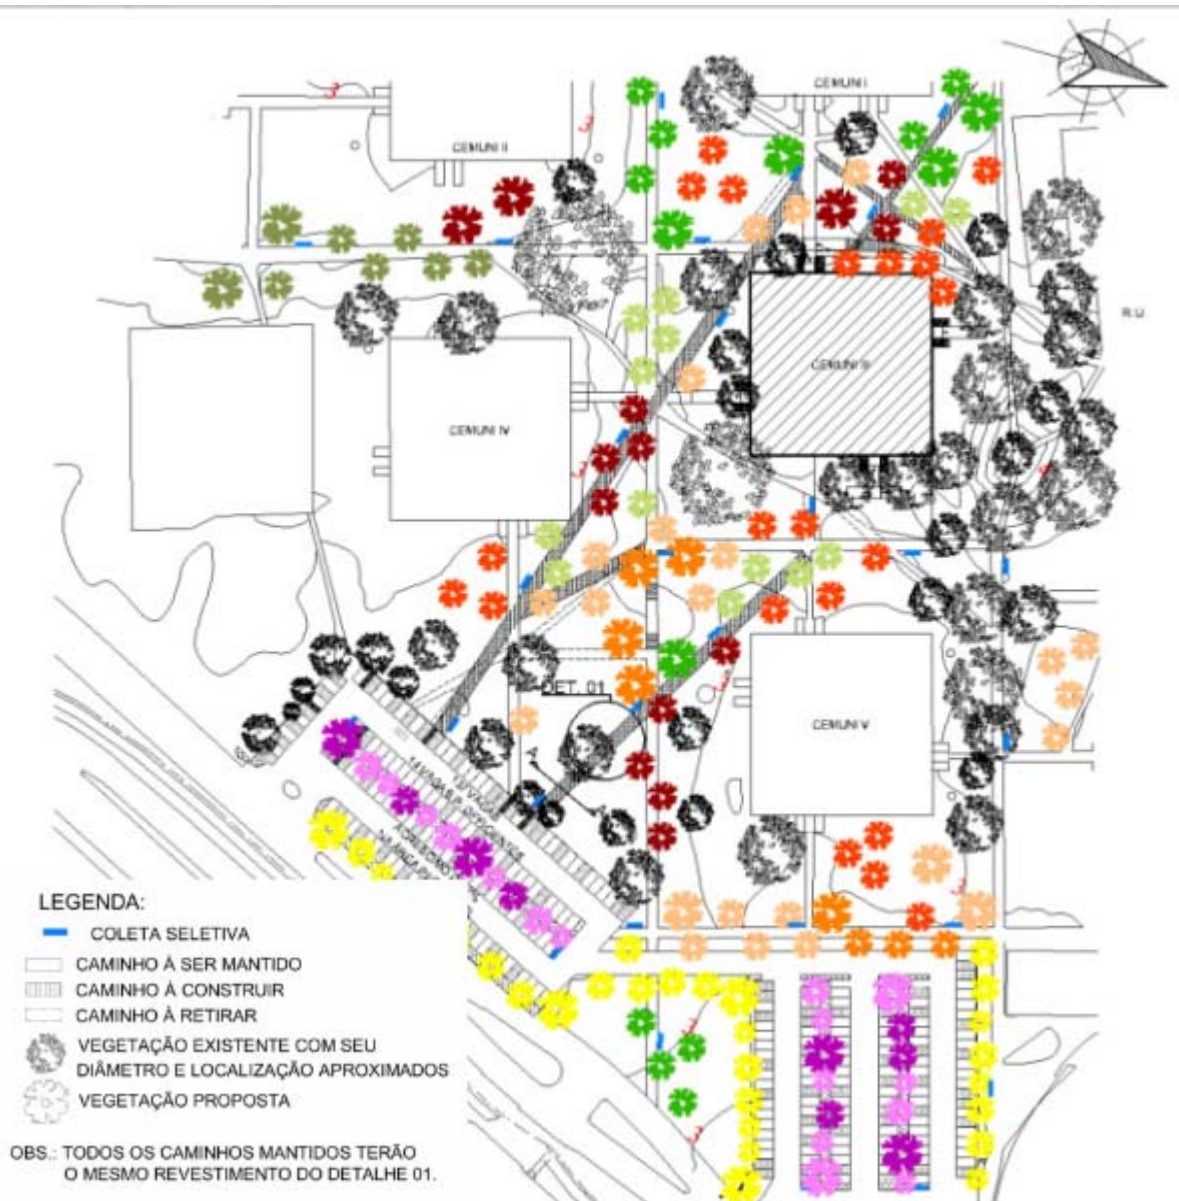 CEMUNI I
CEMUNI II
R.U
CEMUNI III
CEMUNI IV
DET. 01
CEMUNI V
LEGENDA:
COLETA SELETIVA
CAMINHO À SER MANTIDO
CAMINHO À CONSTRUIR
CAMINHO À RETIRAR
VEGETAÇÃO EXISTENTE COM SEU
DIÂMETRO E LOCALIZAÇÃO APROXIMADOS
VEGETAÇÃO PROPOSTA
OBS.: TODOS OS CAMINHOS MANTIDOS TERÃO
O MESMO REVESTIMENTO DO DETALHE 01.